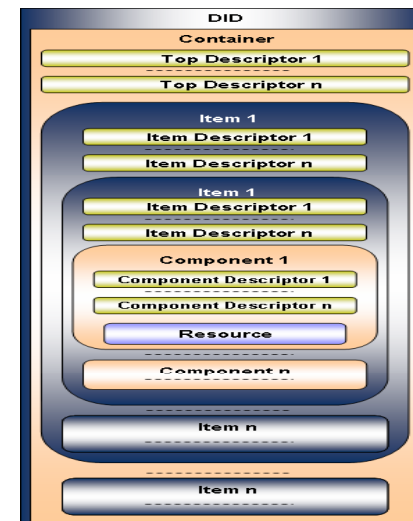 DID
Container
Top Descriptor 1
Top Descriptor n
Item 1
Item Descriptor 1
Item Descriptor n
Item 1
Item Descriptor 1
Item Descriptor n
Component 1
Component Descriptor 1
Component Descriptor n
Resource
Component n
Item n
Item n